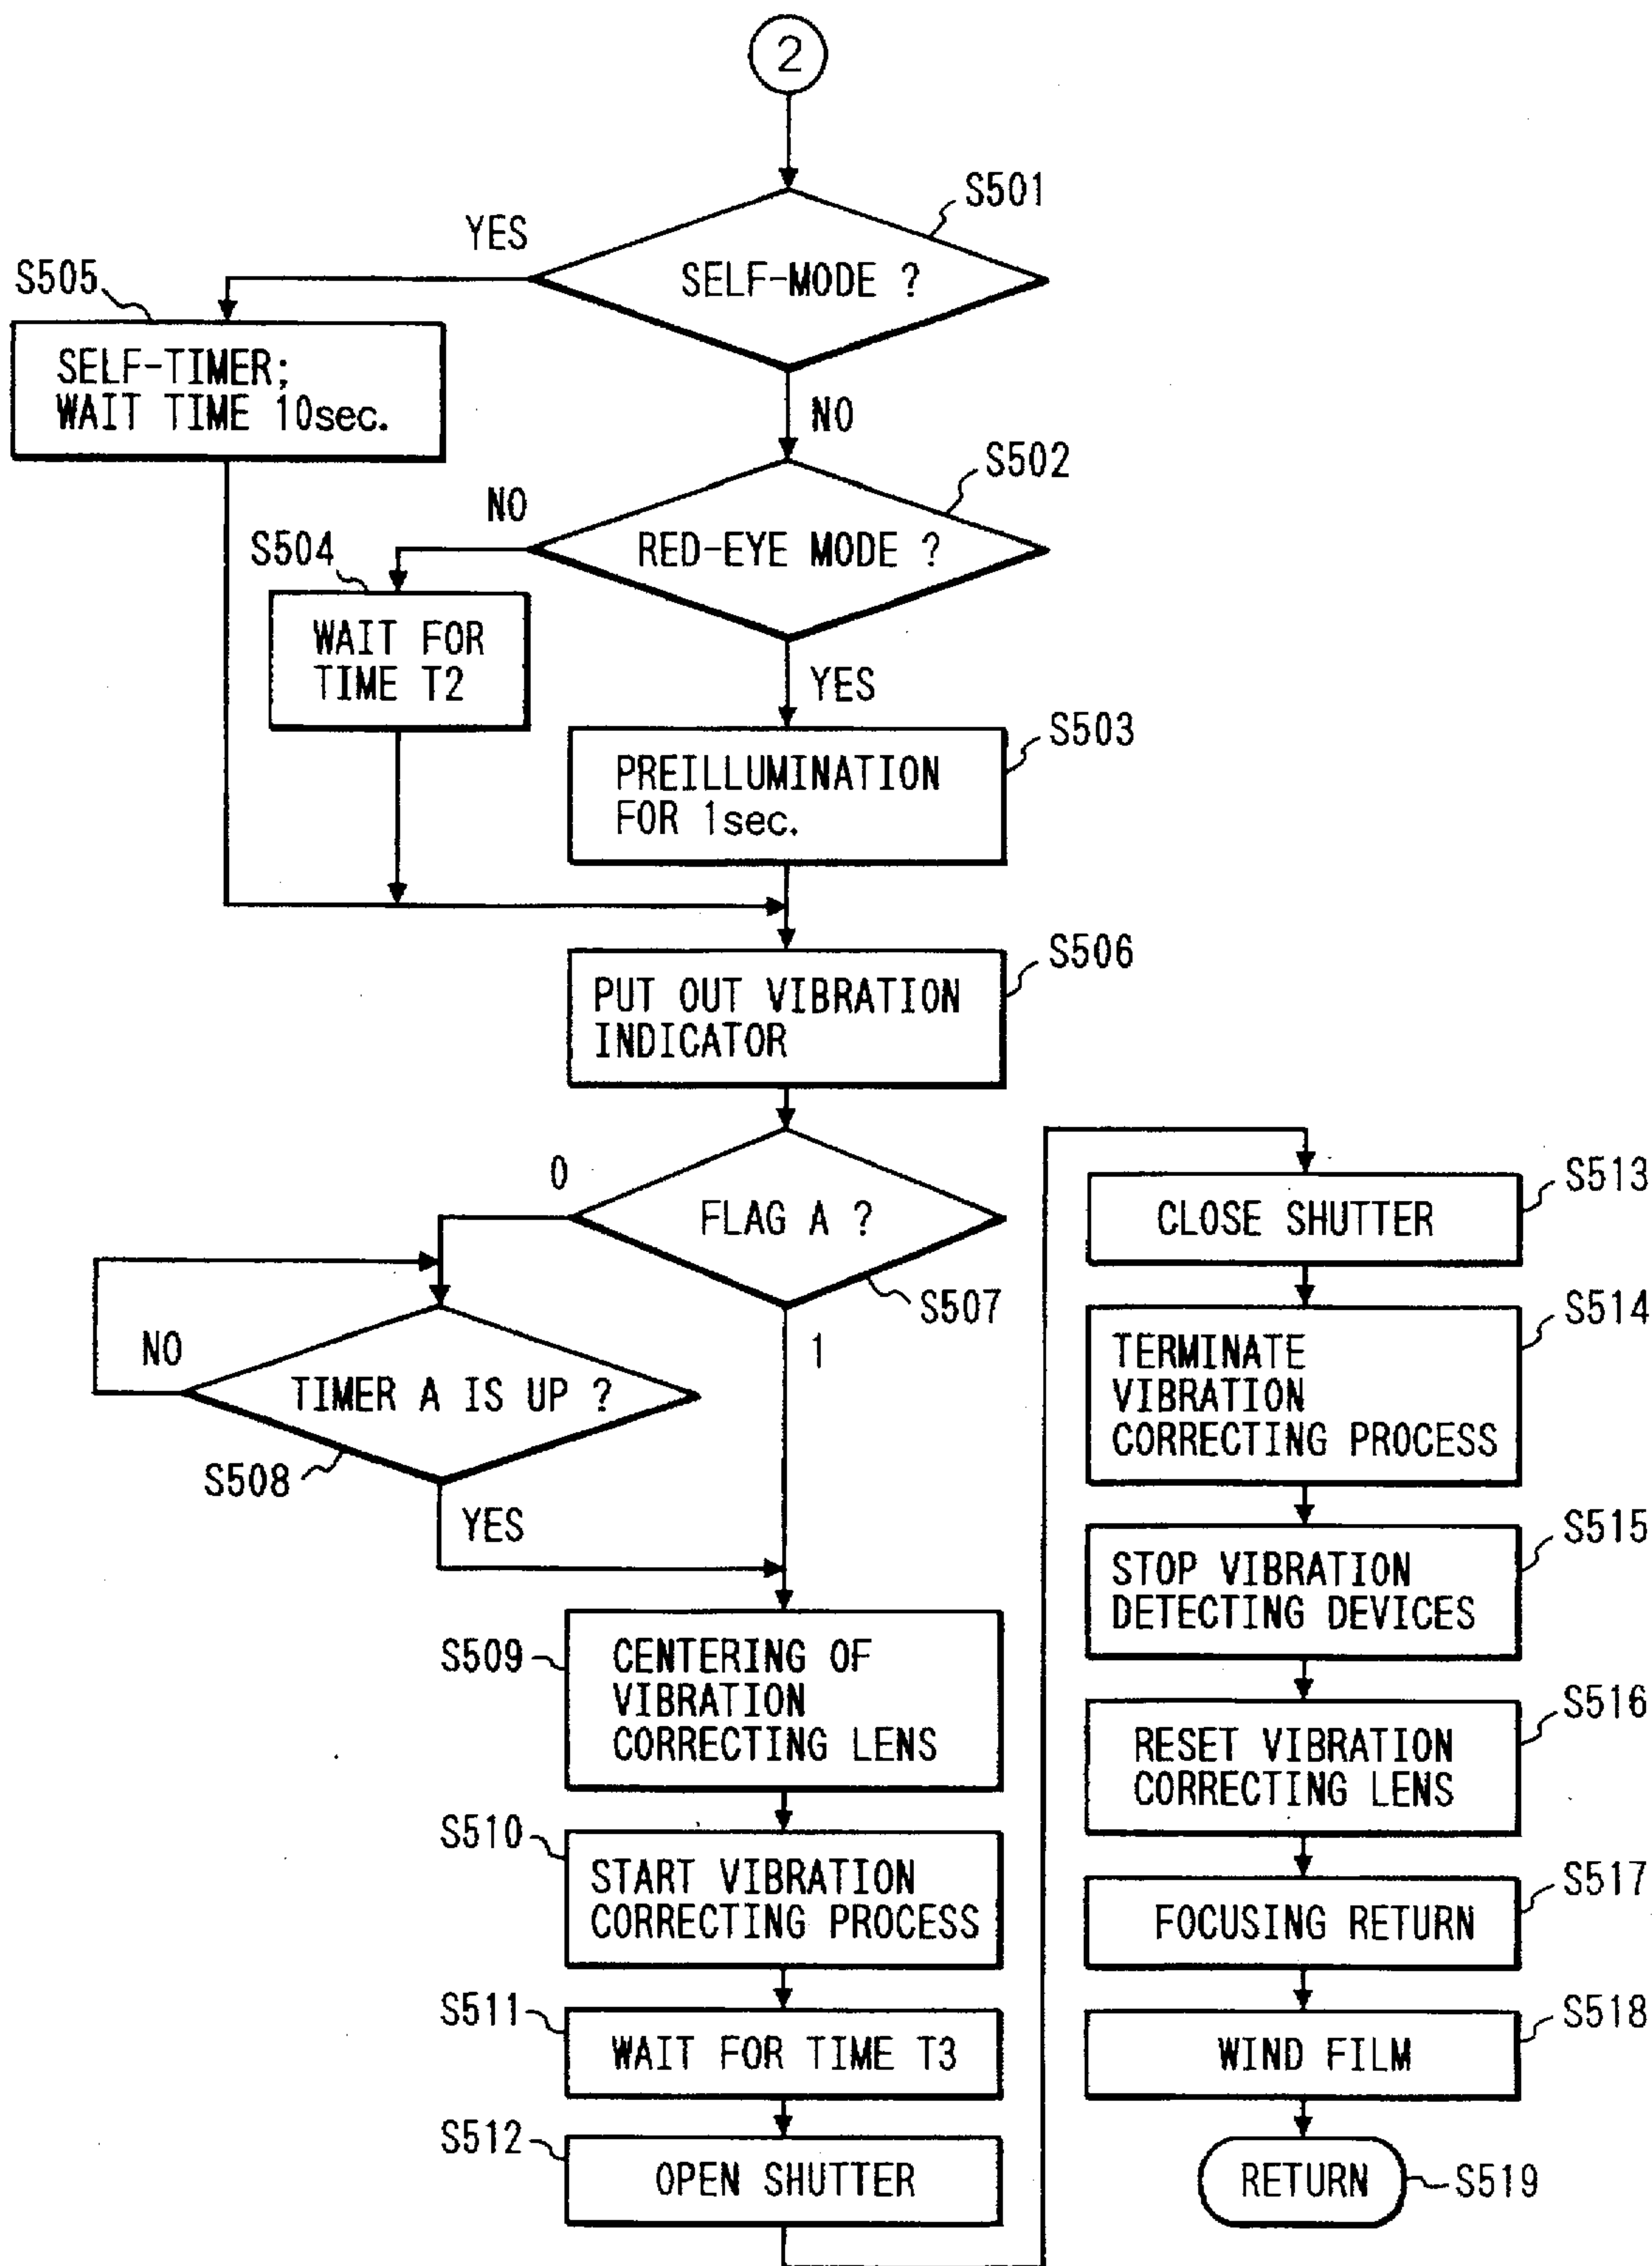 2
S501
YES
SELF-MODE ?
S505
SELF-TIMER;
WAIT TIME 10sec.
NO
S502
NO
RED-EYE MODE ?
S504
WAIT FOR
TIME T2
YES
S503
PREILLUMINATION
FOR 1sec.
S506
PUT OUT VIBRATION
INDICATOR
0
FLAG A ?
S507
1
NO
TIMER A IS UP ?
S508
YES
S509
CENTERING OF
VIBRATION
CORRECTING LENS
S510
START VIBRATION
CORRECTING PROCESS
S511
WAIT FOR TIME T3
S512
OPEN SHUTTER
S513
CLOSE SHUTTER
S514
TERMINATE
VIBRATION
CORRECTING PROCESS
S515
STOP VIBRATION
DETECTING DEVICES
S516
RESET VIBRATION
CORRECTING LENS
S517
FOCUSING RETURN
S518
WIND FILM
RETURN
S519